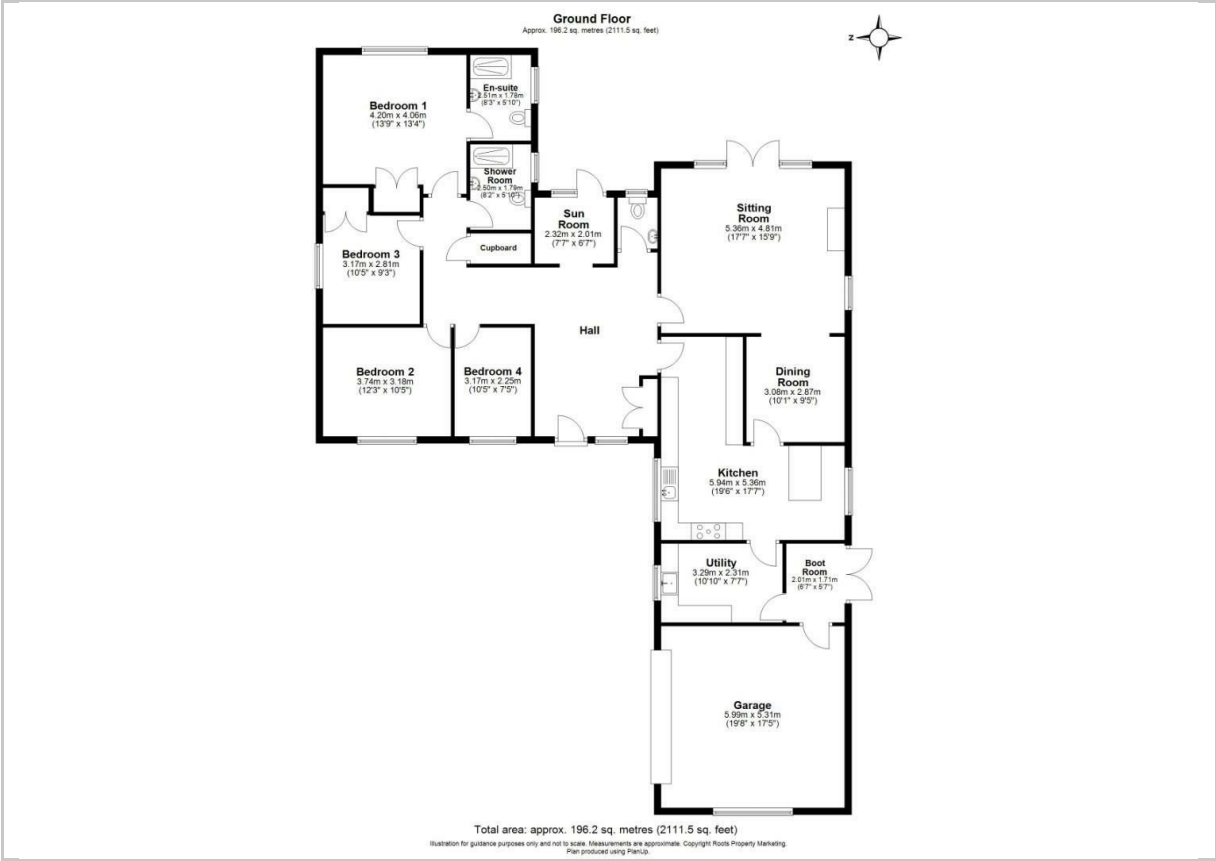 Ground Floor
Approx. 196.2 sq. metres (2111.5 sq. feet)
Z
En-suite
2.51m x 1.78m
(8'3" x 5'10")
Bedroom 1
4.20m x 4.06m
(13'9" x 13'4")
Shower
Room
2.50m x 1.79m
(8'2" x 5'10")
Sun
Room
2.32m x 2.01m
(7'7" x 6'7")
Sitting
Room
5.36m x 4.81m
(17'7" x 15'9")
Cupboard
Bedroom 3
3.17m x 2.81m
(10'5" x 9'3")
Hall
Bedroom 2
3.74m x 3.18m
(12'3" x 10'5")
Bedroom 4
3.17m x 2.25m
(10'5" x 7'5")
Dining
Room
3.08m x 2.87m
(10'1" x 9'5")
Kitchen
5.94m x 5.36m
(19'6" x 17'7")
Utility
3.29m x 2.31m
(10'10" x 7'7")
Boot
Room
2.01m x 1.71m
(6'7" x 5'7")
Garage
5.99m x 5.31m
(19'8" x 17'5")
Total area: approx. 196.2 sq. metres (2111.5 sq. feet)
Illustration for guidance purposes only and not to scale. Measurements are approximate. Copyright Roots Property Marketing.
Plan produced using PlanUp.